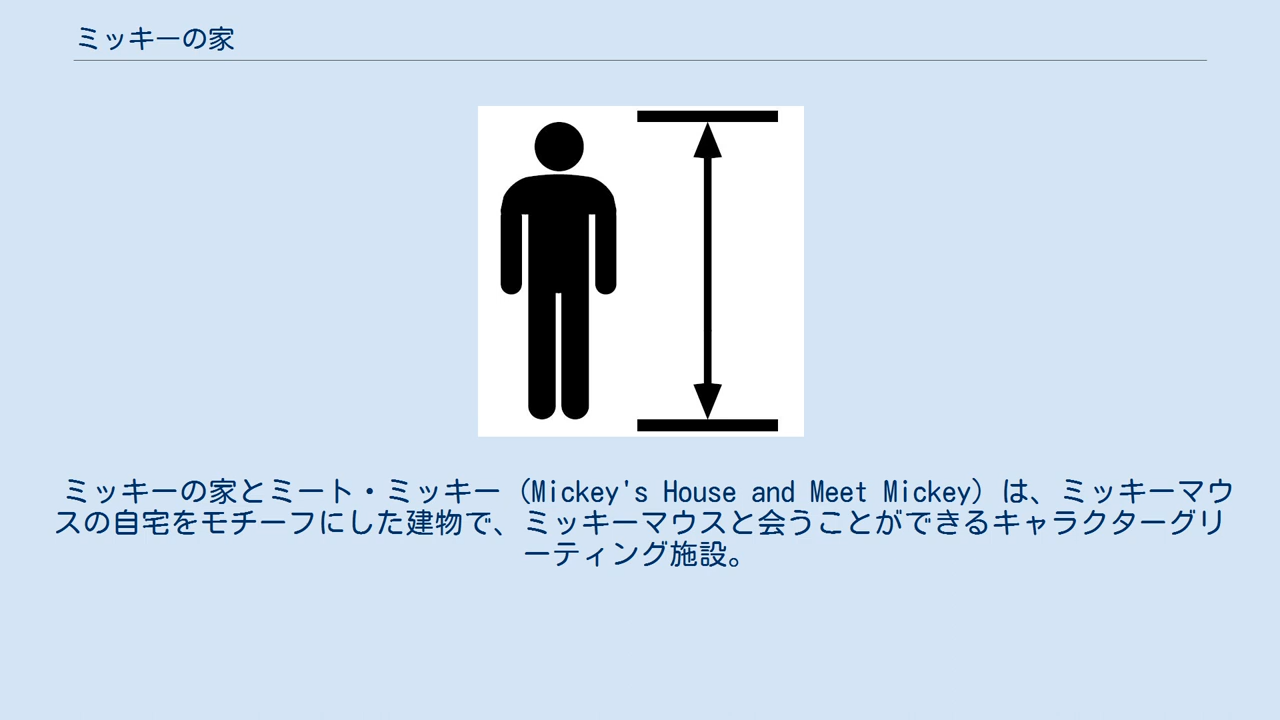 ミッキーの家
ミッキーの家とミート・ミッキー（Mickey's House and Meet Mickey）は、ミッキーマウ
スの自宅をモチーフにした建物で、ミッキーマウスと会うことができるキャラクターグリ
ーティング施設。